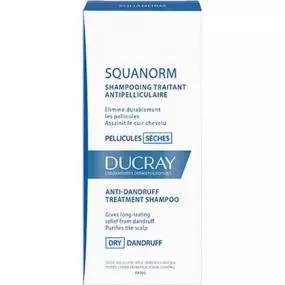 SQUANORM
SHAMPOOING TRAITANT
ANTIPELLICULAIRE
Elimine durablement
les pellicules
Assainit le cuir chevelu
PELLICULES SÈCHES
DUCRAY
LABORATOIRES DERMATOLOGIQUES
ANTI-DANDRUFF
TREATMENT SHAMPOO
Gives long-lasting
relief from dandruff
Purifies the scalp
DRY DANDRUFF